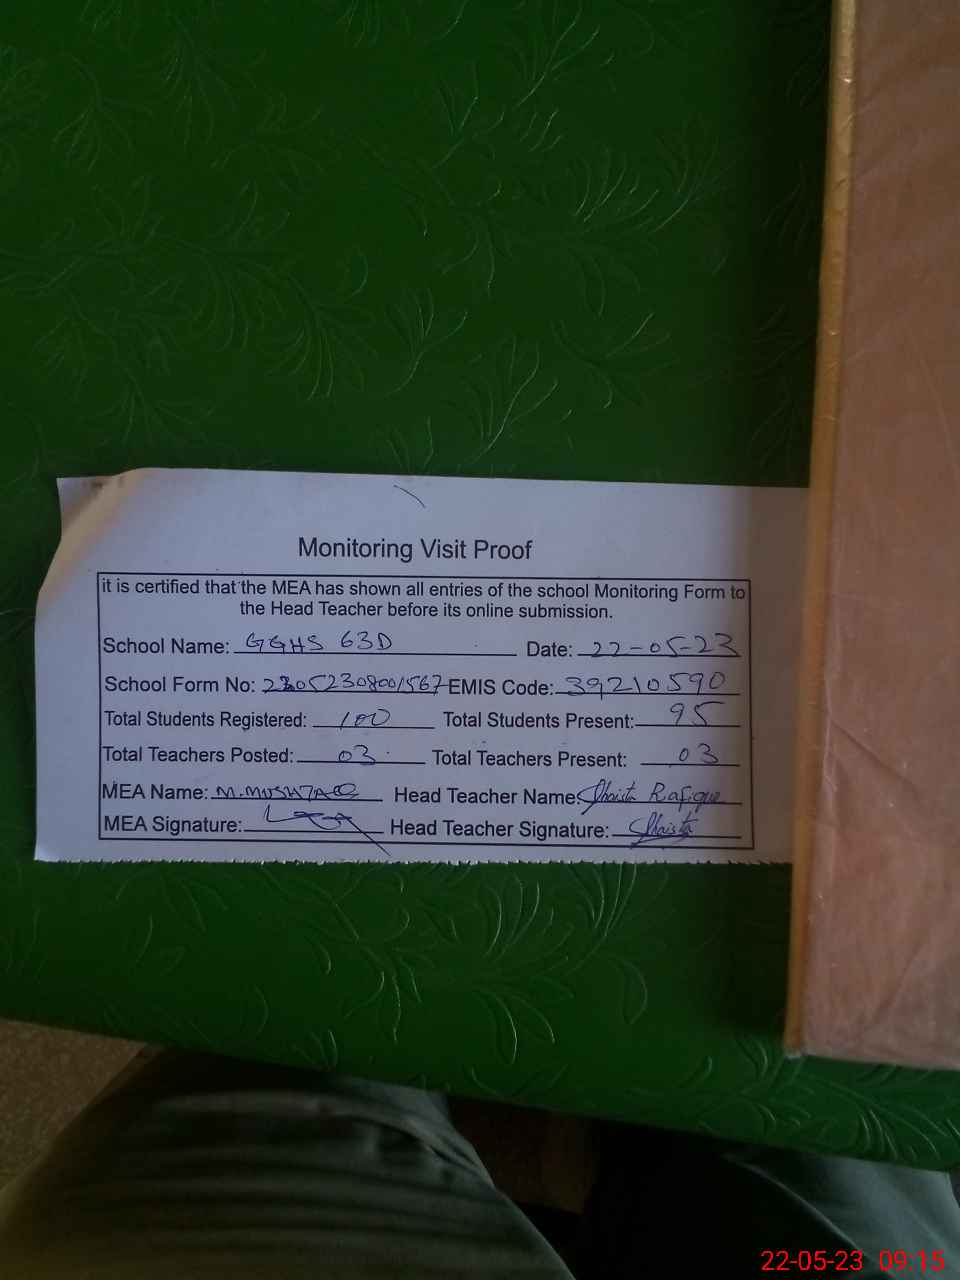 Monitoring Visit Proof
it is certified that the MEA has shown all entries of the school Monitoring Form to
the Head Teacher before its online submission.
School Name: GGHS 63D Date: 22-05-23
School Form No: 23052308001567 EMIS Code: 39210590
Total Students Registered: 100 Total Students Present: 95
Total Teachers Posted: 03 Total Teachers Present: 03
MEA Name: M.MUSHTAQ Head Teacher Name: Shaista Rafique
MEA Signature: Head Teacher Signature: Shaista
22-05-23 09:15